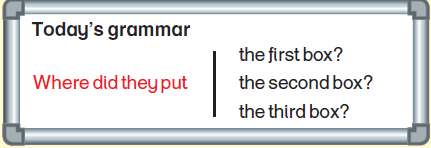 Today's grammar
Where did they put
the first box?
the second box?
the third box?